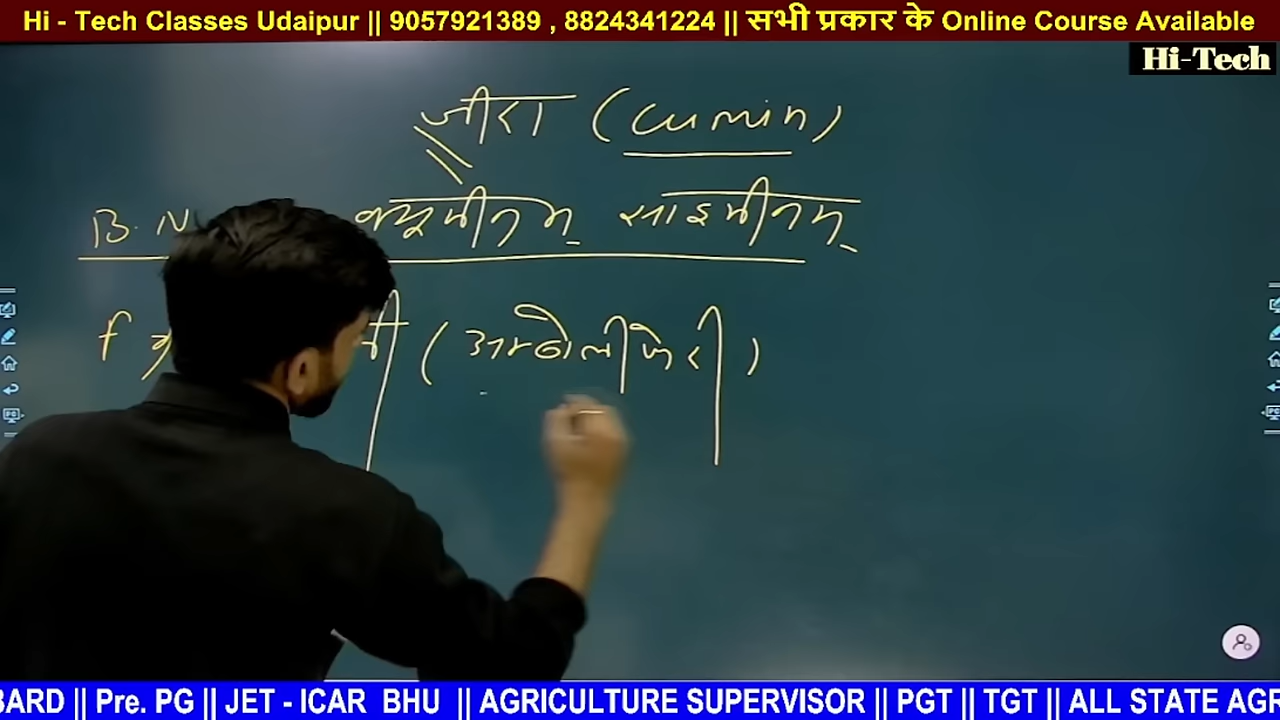 Hi - Tech Classes Udaipur || 9057921389 , 8824341224 || सभी प्रकार के Online Course Available
Hi-Tech
जीरा (Cumin)
B. N क्यूमीनम साइमीनम
f (अम्बेलीफेरी)
BARD || Pre. PG || JET - ICAR BHU || AGRICULTURE SUPERVISOR || PGT || TGT || ALL STATE AGR